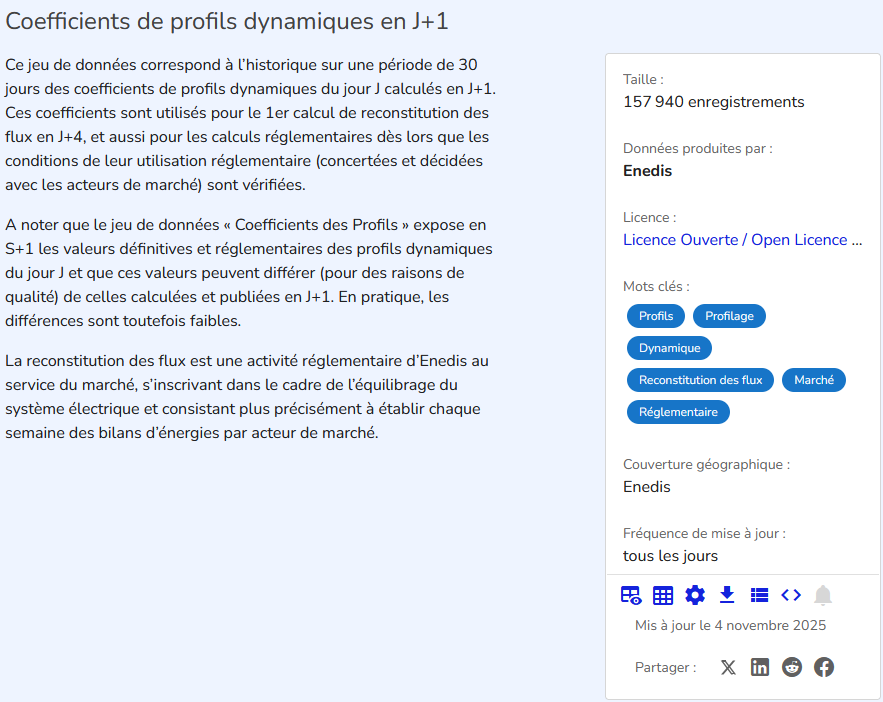 Coefficients de profils dynamiques en J+1
Ce jeu de données correspond à l’historique sur une période de 30
jours des coefficients de profils dynamiques du jour J calculés en J+1.
Ces coefficients sont utilisés pour le 1er calcul de reconstitution des
flux en J+4, et aussi pour les calculs réglementaires dès lors que les
conditions de leur utilisation réglementaire (concertées et décidées
avec les acteurs de marché) sont vérifiées.
A noter que le jeu de données « Coefficients des Profils » expose en
S+1 les valeurs définitives et réglementaires des profils dynamiques
du jour J et que ces valeurs peuvent différer (pour des raisons de
qualité) de celles calculées et publiées en J+1. En pratique, les
différences sont toutefois faibles.
La reconstitution des flux est une activité réglementaire d’Enedis au
service du marché, s’inscrivant dans le cadre de l’équilibrage du
système électrique et consistant plus précisément à établir chaque
semaine des bilans d’énergies par acteur de marché.
Taille :
157 940 enregistrements
Données produites par :
Enedis
Licence :
Licence Ouverte / Open Licence ...
Mots clés :
Profils Profilage
Dynamique
Reconstitution des flux Marché
Réglementaire
Couverture géographique :
Enedis
Fréquence de mise à jour :
tous les jours
Mis à jour le 4 novembre 2025
Partager :